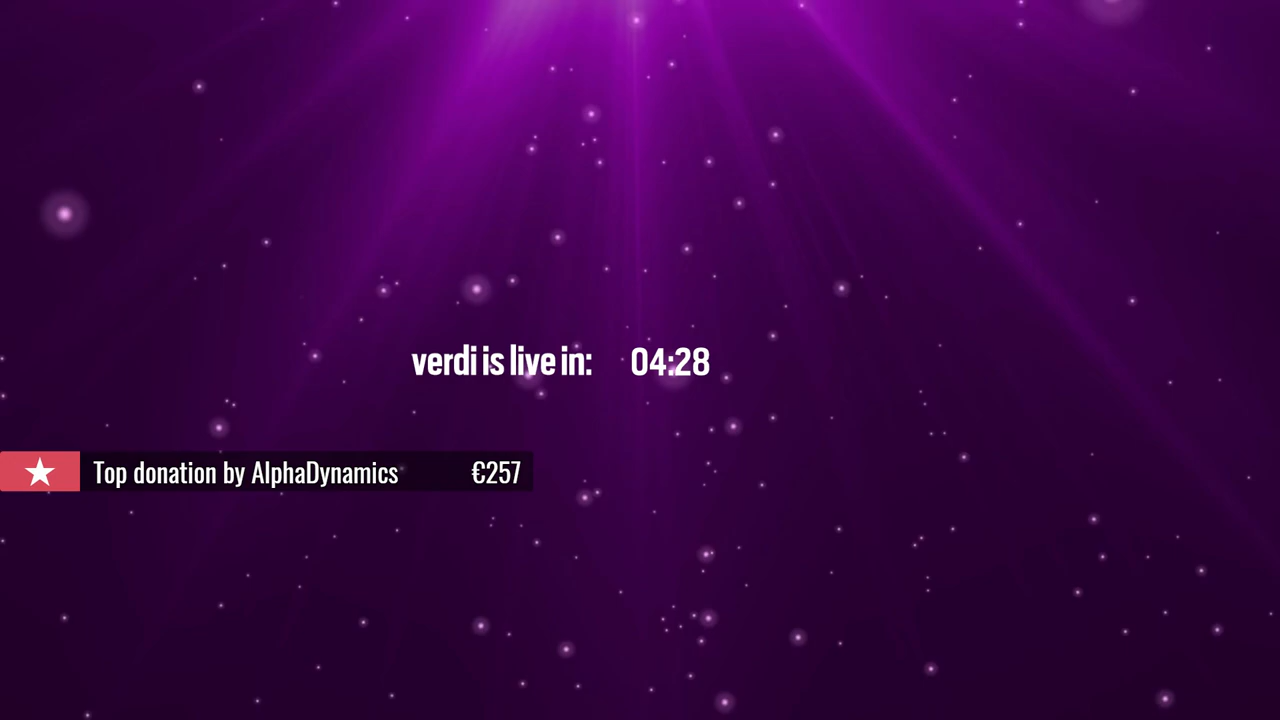 verdi is live in: 04:28
Top donation by AlphaDynamics €257